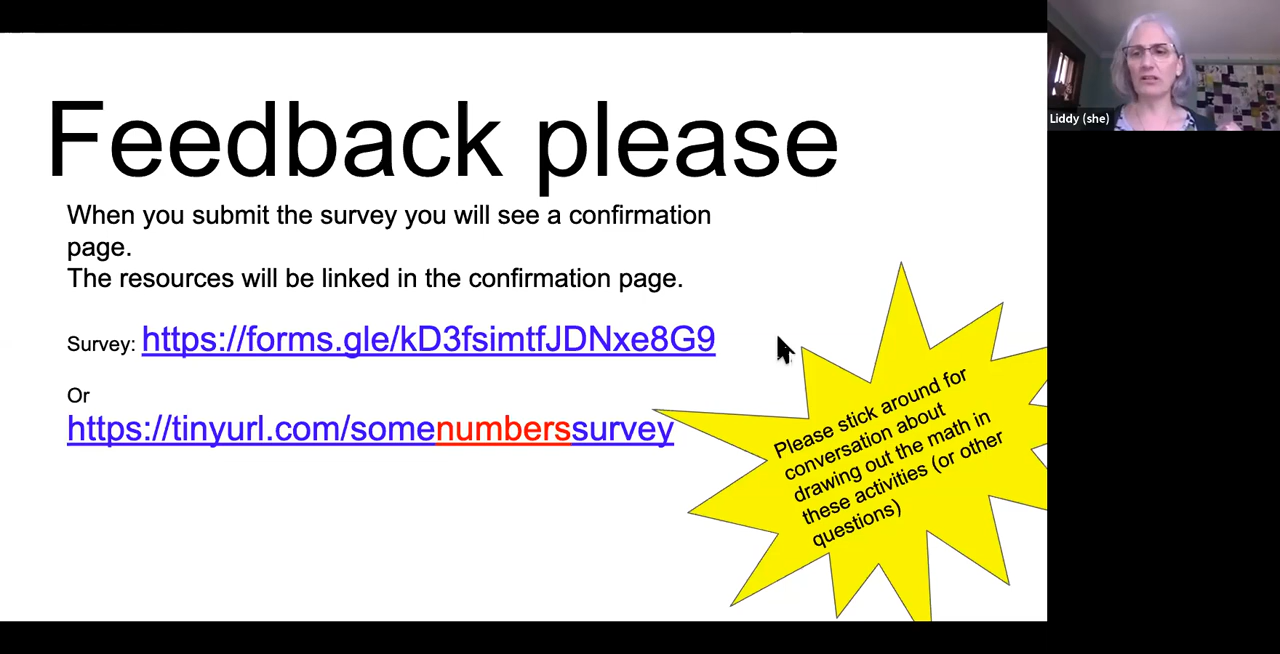 Feedback please
When you submit the survey you will see a confirmation
page.
The resources will be linked in the confirmation page.
Survey: https://forms.gle/kD3fsimtfJDNxe8G9
Or
https://tinyurl.com/somenumberssurvey
Please stick around for
conversation about
drawing out the math in
these activities (or other
questions)
Liddy (she)